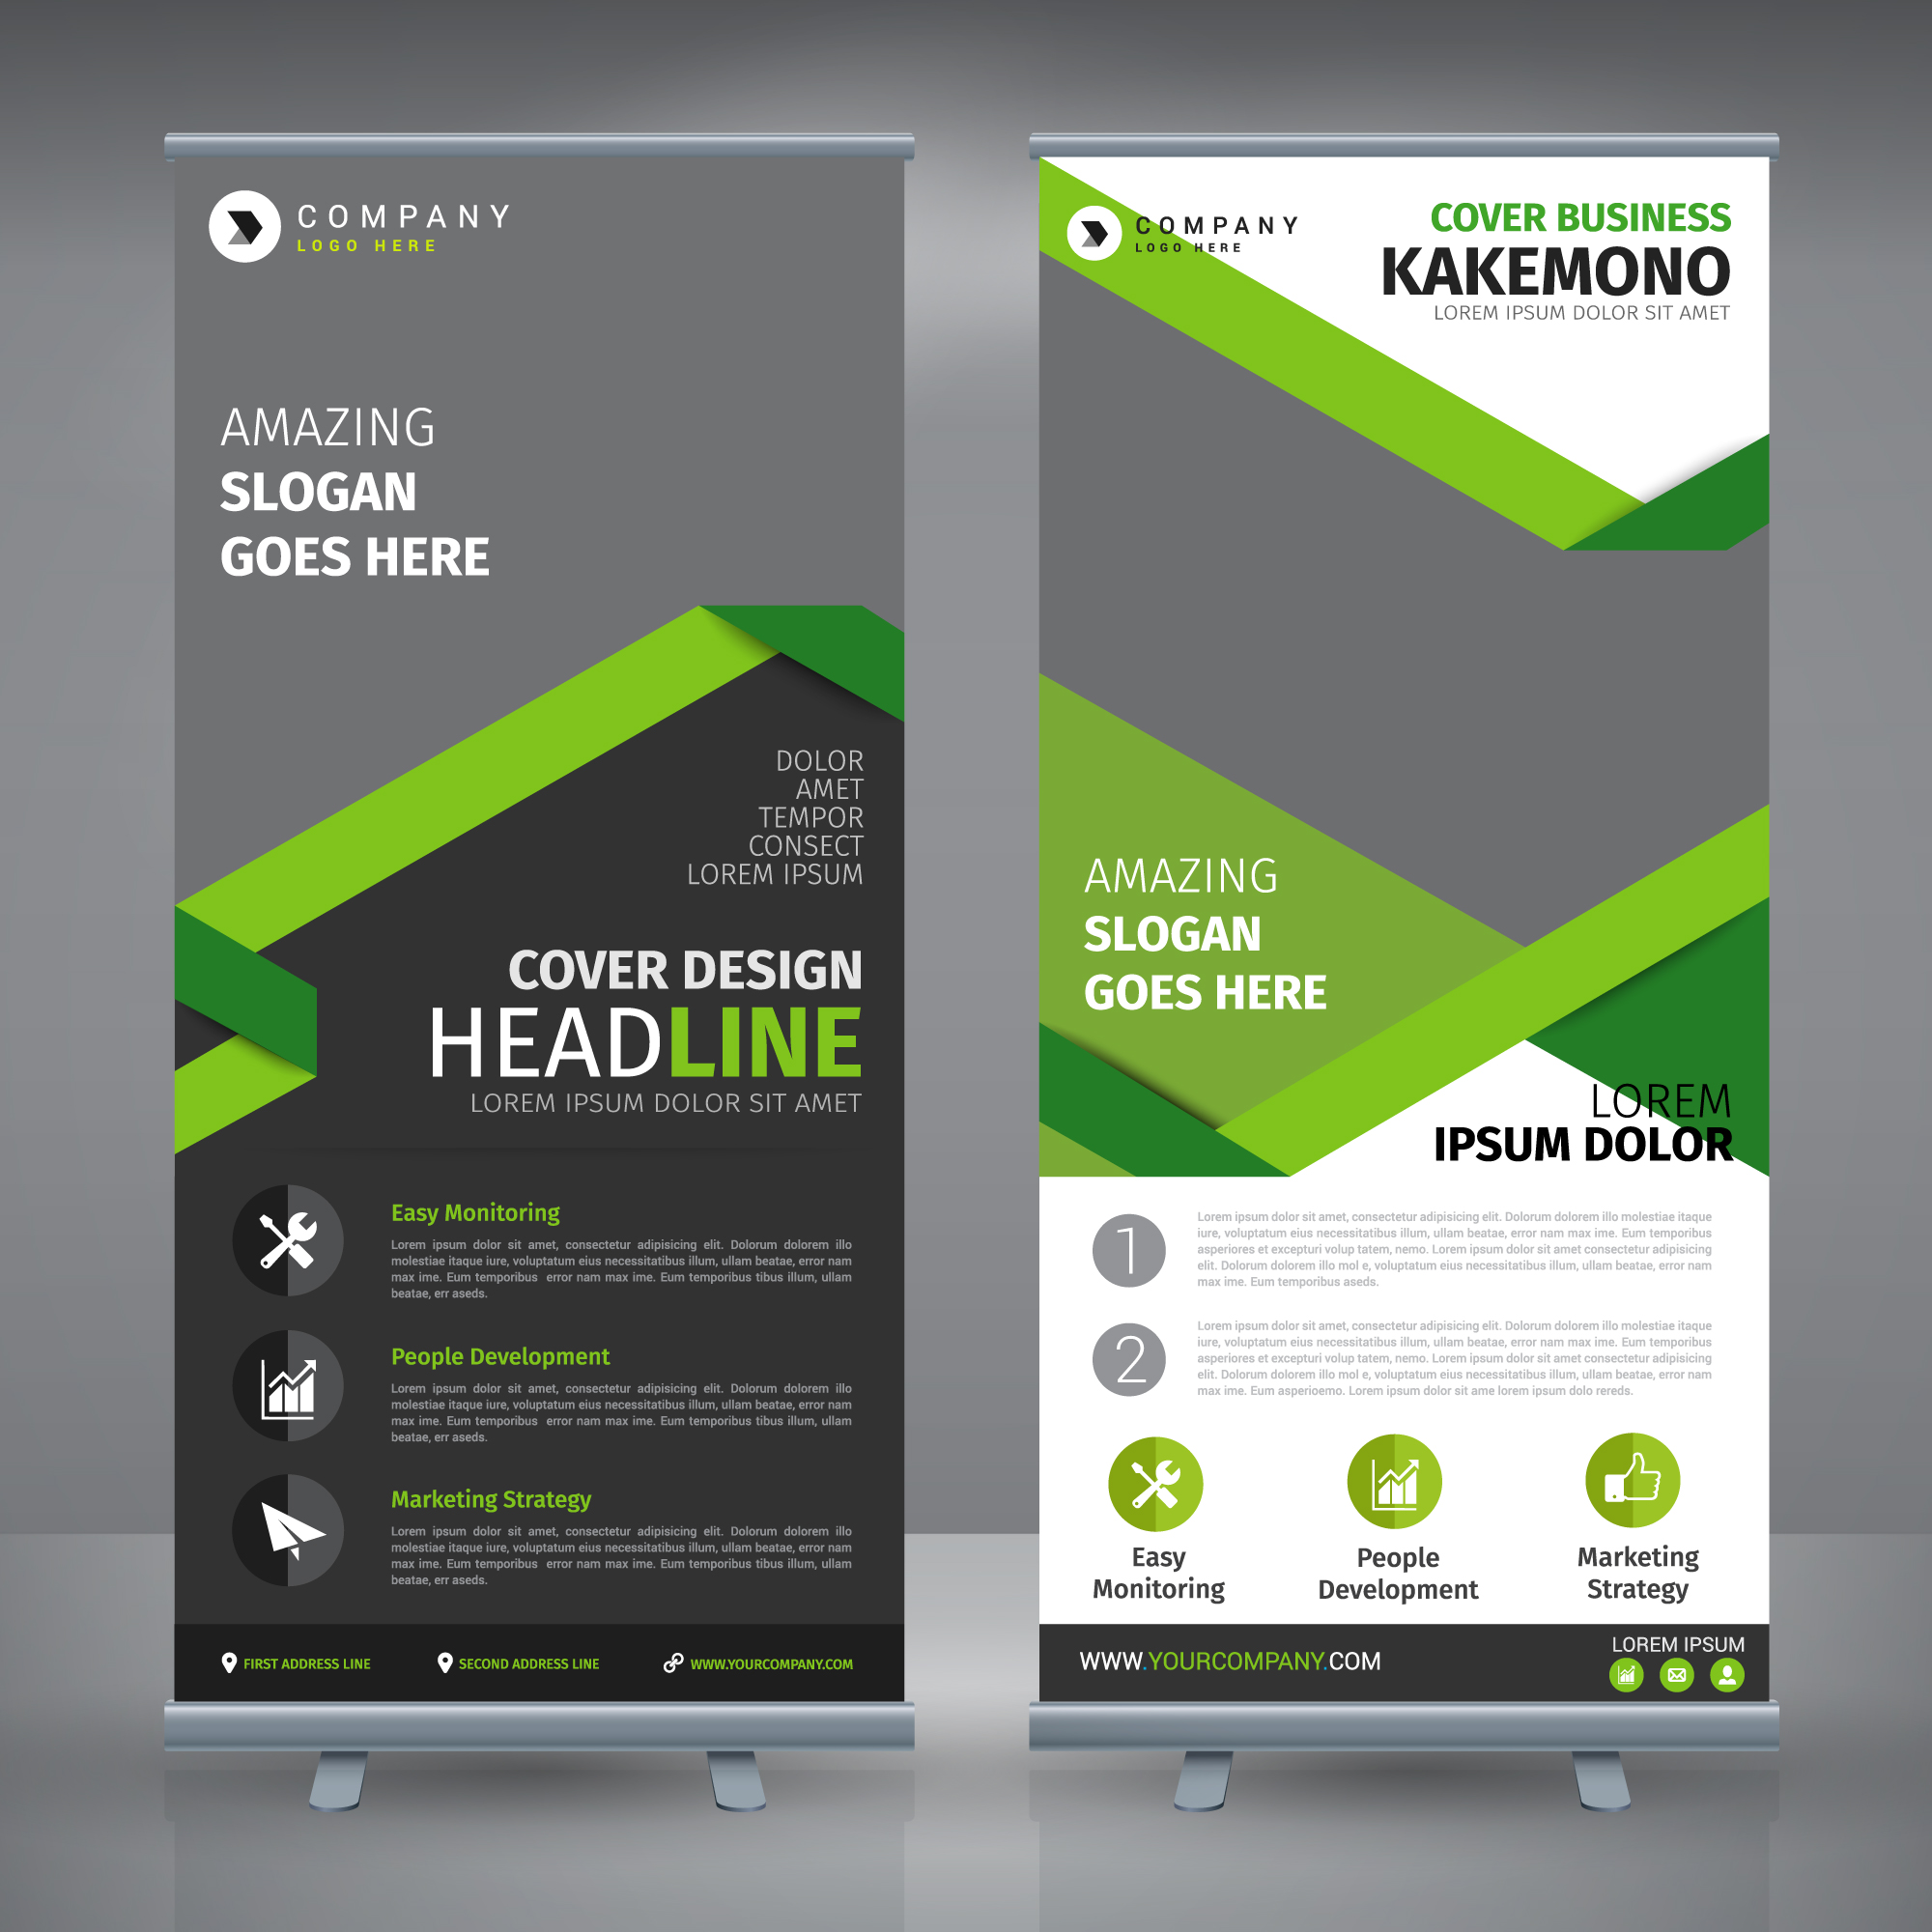 COMPANY
LOGO HERE
AMAZING
SLOGAN
GOES HERE
DOLOR
AMET
TEMPOR
CONSECT
LOREM IPSUM
COVER DESIGN
HEADLINE
LOREM IPSUM DOLOR SIT AMET
Easy Monitoring
Lorem ipsum dolor sit amet, consectetur adipisicing elit. Dolorum dolorem illo
molestiae itaque iure, voluptatum eius necessitatibus illum, ullam beatae, error nam
max ime. Eum temporibus error nam max ime. Eum temporibus tibus illum, ullam
beatae, err aseds.
People Development
Lorem ipsum dolor sit amet, consectetur adipisicing elit. Dolorum dolorem illo
molestiae itaque iure, voluptatum eius necessitatibus illum, ullam beatae, error nam
max ime. Eum temporibus error nam max ime. Eum temporibus tibus illum, ullam
beatae, err aseds.
Marketing Strategy
Lorem ipsum dolor sit amet, consectetur adipisicing elit. Dolorum dolorem illo
molestiae itaque iure, voluptatum eius necessitatibus illum, ullam beatae, error nam
max ime. Eum temporibus error nam max ime. Eum temporibus tibus illum, ullam
beatae, err aseds.
FIRST ADDRESS LINE
SECOND ADDRESS LINE
WWW.YOURCOMPANY.COM
COMPANY
LOGO HERE
COVER BUSINESS
KAKEMONO
LOREM IPSUM DOLOR SIT AMET
AMAZING
SLOGAN
GOES HERE
LOREM
IPSUM DOLOR
1
Lorem ipsum dolor sit amet, consectetur adipisicing elit. Dolorum dolorem illo molestiae itaque
iure, voluptatum eius necessitatibus illum, ullam beatae, error nam max ime. Eum temporibus
asperiores et excepturi volup tatem, nemo. Lorem ipsum dolor sit amet consectetur adipisicing
elit. Dolorum dolorem illo mol e, voluptatum eius necessitatibus illum, ullam beatae, error nam
max ime. Eum temporibus aseds.
2
Lorem ipsum dolor sit amet, consectetur adipisicing elit. Dolorum dolorem illo molestiae itaque
iure, voluptatum eius necessitatibus illum, ullam beatae, error nam max ime. Eum temporibus
asperiores et excepturi volup tatem, nemo. Lorem ipsum dolor sit amet consectetur adipisicing
elit. Dolorum dolorem illo mol e, voluptatum eius necessitatibus illum, ullam beatae, error nam
max ime. Eum asperioemo. Lorem ipsum dolor sit ame lorem ipsum dolo rereds.
Easy
Monitoring
People
Development
Marketing
Strategy
WWW.YOURCOMPANY.COM
LOREM IPSUM